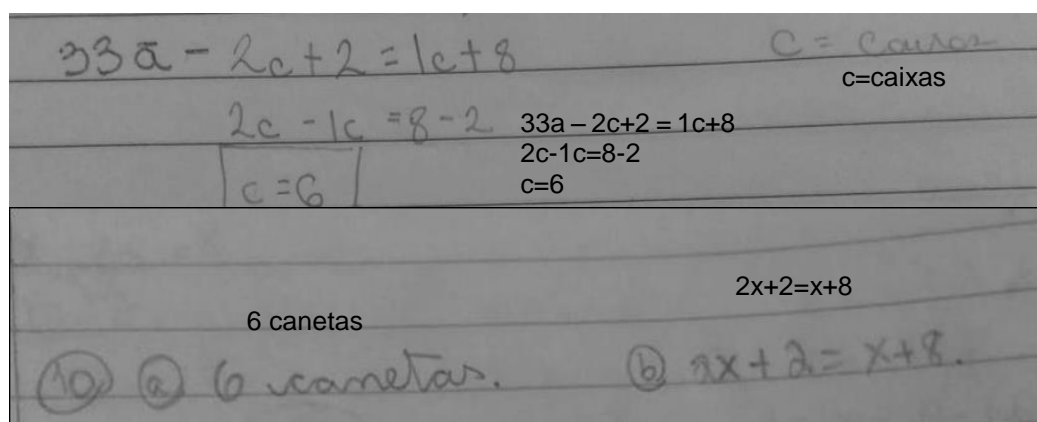 33ā - 2c+2 = 1c+8
C = Caixas
c=caixas
2c - 1c = 8 - 2
33a – 2c+2 = 1c+8
2c-1c=8-2
c=6
c = 6
2x+2=x+8
6 canetas
10 a 6 canetas.
b 2x + 2 = x+8.